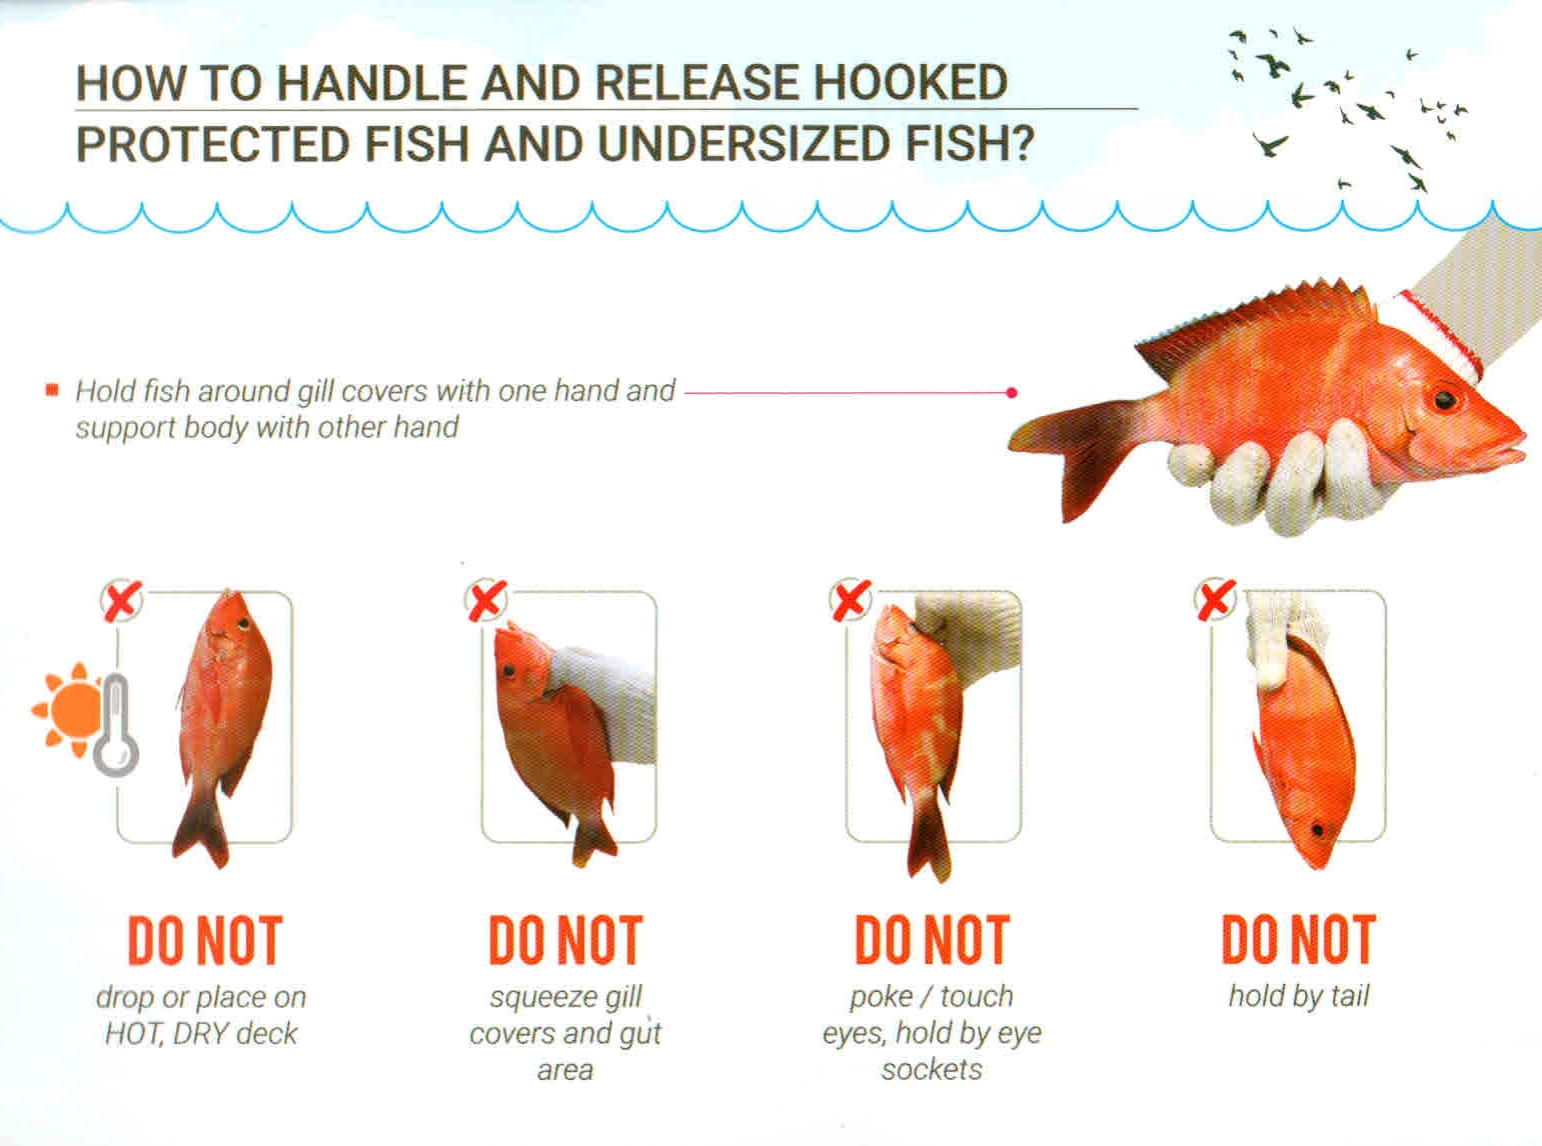 HOW TO HANDLE AND RELEASE HOOKED
PROTECTED FISH AND UNDERSIZED FISH?
Hold fish around gill covers with one hand and
support body with other hand
DO NOT
drop or place on
HOT, DRY deck
DO NOT
squeeze gill
covers and gut
area
DO NOT
poke / touch
eyes, hold by eye
sockets
DO NOT
hold by tail